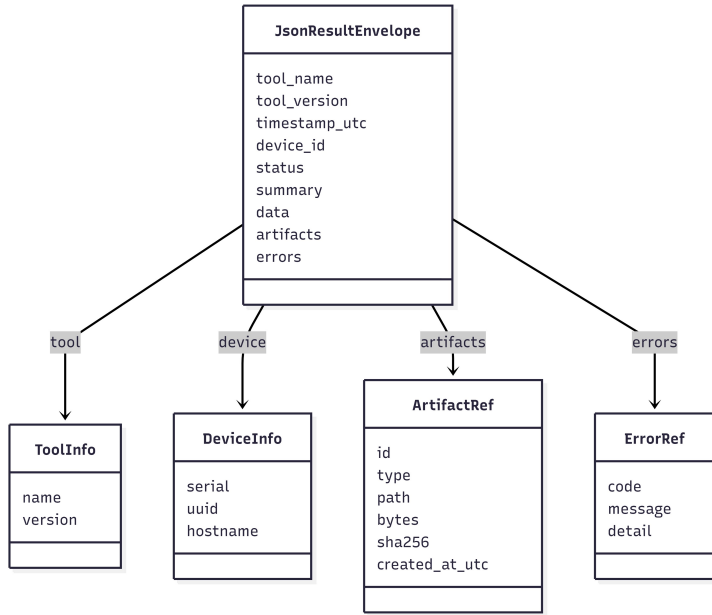 JsonResultEnvelope
tool_name
tool_version
timestamp_utc
device_id
status
summary
data
artifacts
errors
tool
device
artifacts
errors
ToolInfo
name
version
DeviceInfo
serial
uuid
hostname
ArtifactRef
id
type
path
bytes
sha256
created_at_utc
ErrorRef
code
message
detail